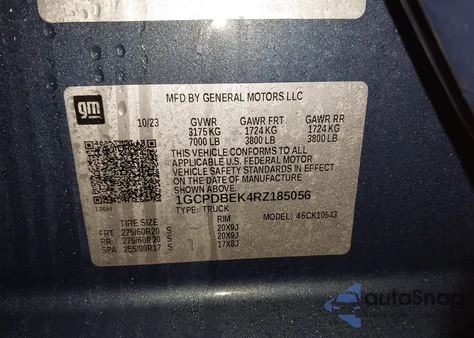 gm
MFD BY GENERAL MOTORS LLC
10/23 GVWR GAWR FRT GAWR RR
3175 KG 1724 KG 1724 KG
7000 LB 3800 LB 3800 LB
THIS VEHICLE CONFORMS TO ALL
APPLICABLE U.S. FEDERAL MOTOR
VEHICLE SAFETY STANDARDS IN EFFECT
ON THE DATE OF MANUFACTURE
1GCPDBEK4RZ185056
TYPE: TRUCK MODEL: 46CK10543
136H
TIRE SIZE RIM
FRT 275/60R20 S 20X9J
RR 275/60R20 S 20X9J
SPA 255/80R17 S 17X8J
autoSnap